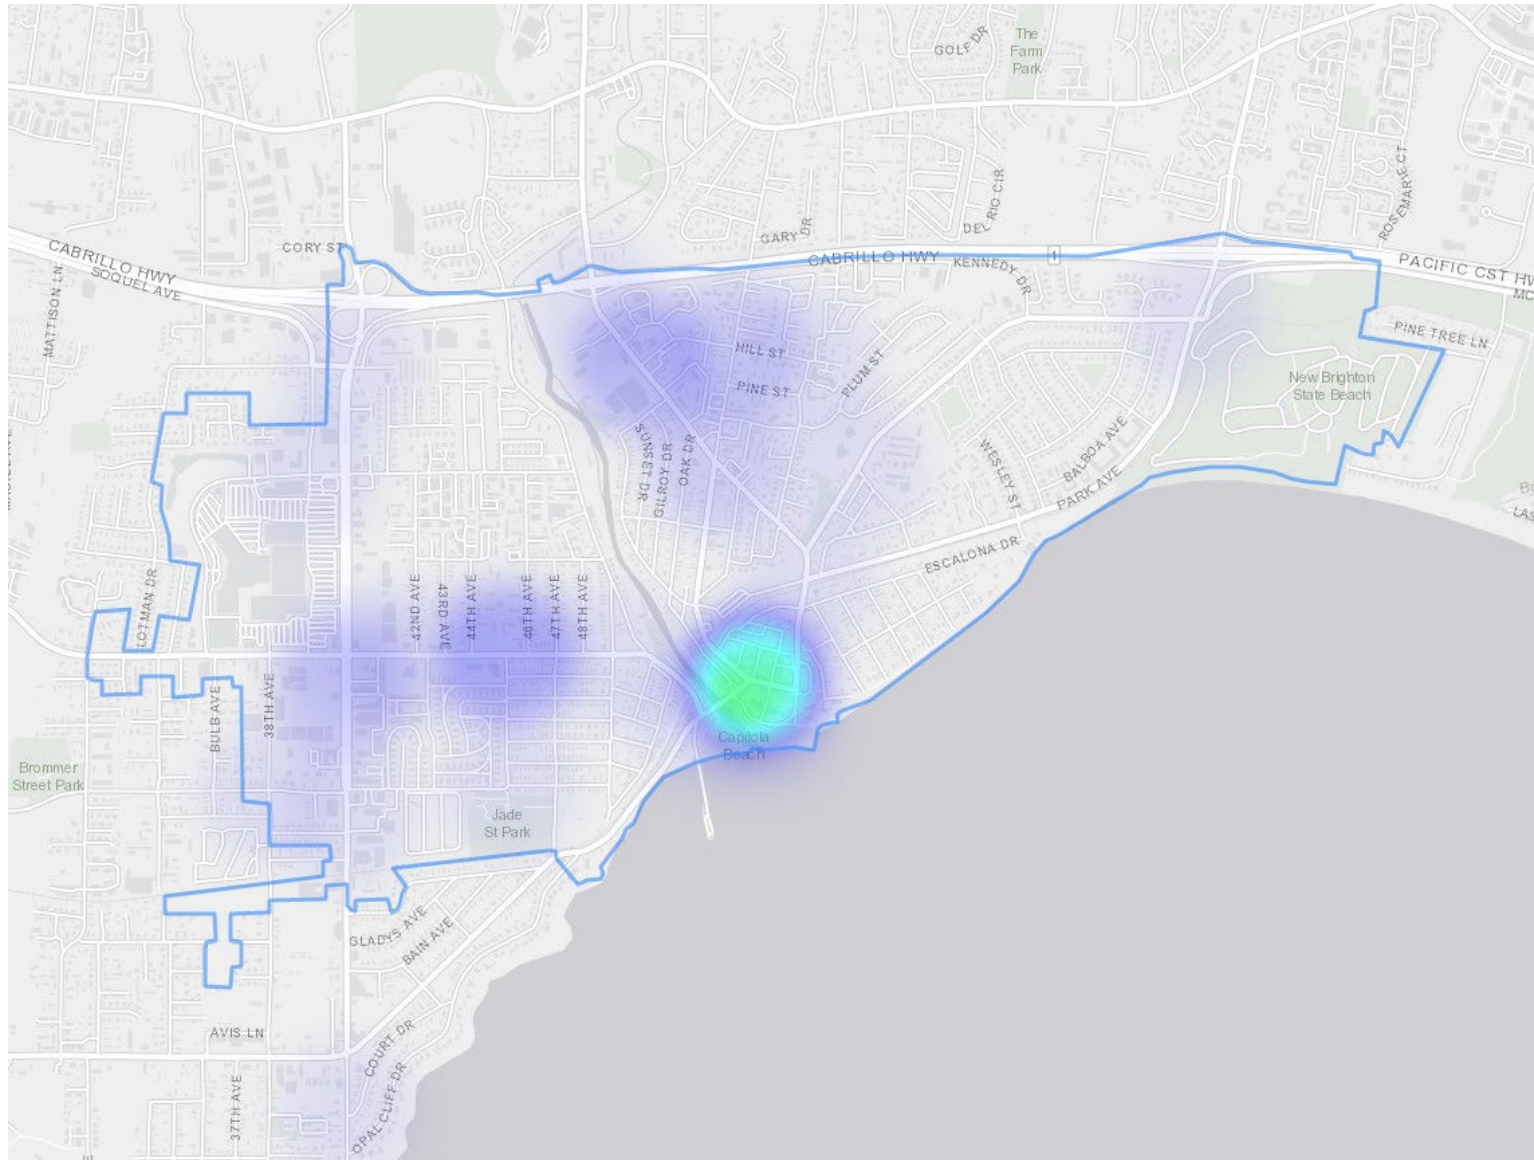 GOLF DR
The
Farm
Park
ROSEMARIE CT
DEL RIO CIR
GARY DR
CORY ST
CABRILLO HWY
SOQUEL AVE
MATTISON LN
CABRILLO HWY
1
KENNEDY DR
PACIFIC CST HW
MC
PINE TREE LN
HILL ST
PINE ST
PLUM ST
New Brighton
State Beach
SUNSET DR
GILROY DR
OAK DR
WESLEY ST
BALBOA AVE
PARK AVE
LAS
ESCALONA DR
LOTMAN DR
42ND AVE
43RD AVE
44TH AVE
46TH AVE
47TH AVE
48TH AVE
BULB AVE
38TH AVE
Capitola
Beach
Brommer
Street Park
Jade
St Park
GLADYS AVE
BAIN AVE
AVIS LN
COURT DR
37TH AVE
OPAL CLIFF DR